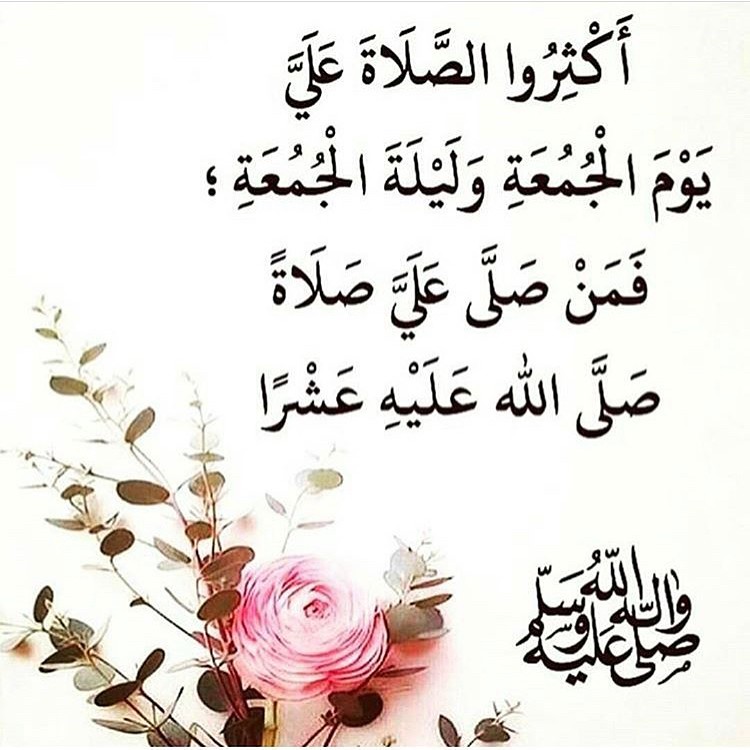 أَكْثِرُوا الصَّلَاةَ عَلَيَّ
يَوْمَ الْجُمُعَةِ وَلَيْلَةَ الْجُمُعَةِ ؛
فَمَنْ صَلَّى عَلَيَّ صَلَاةً
صَلَّى الله عَلَيْهِ عَشْرًا
صلى الله عليه وآله وسلم